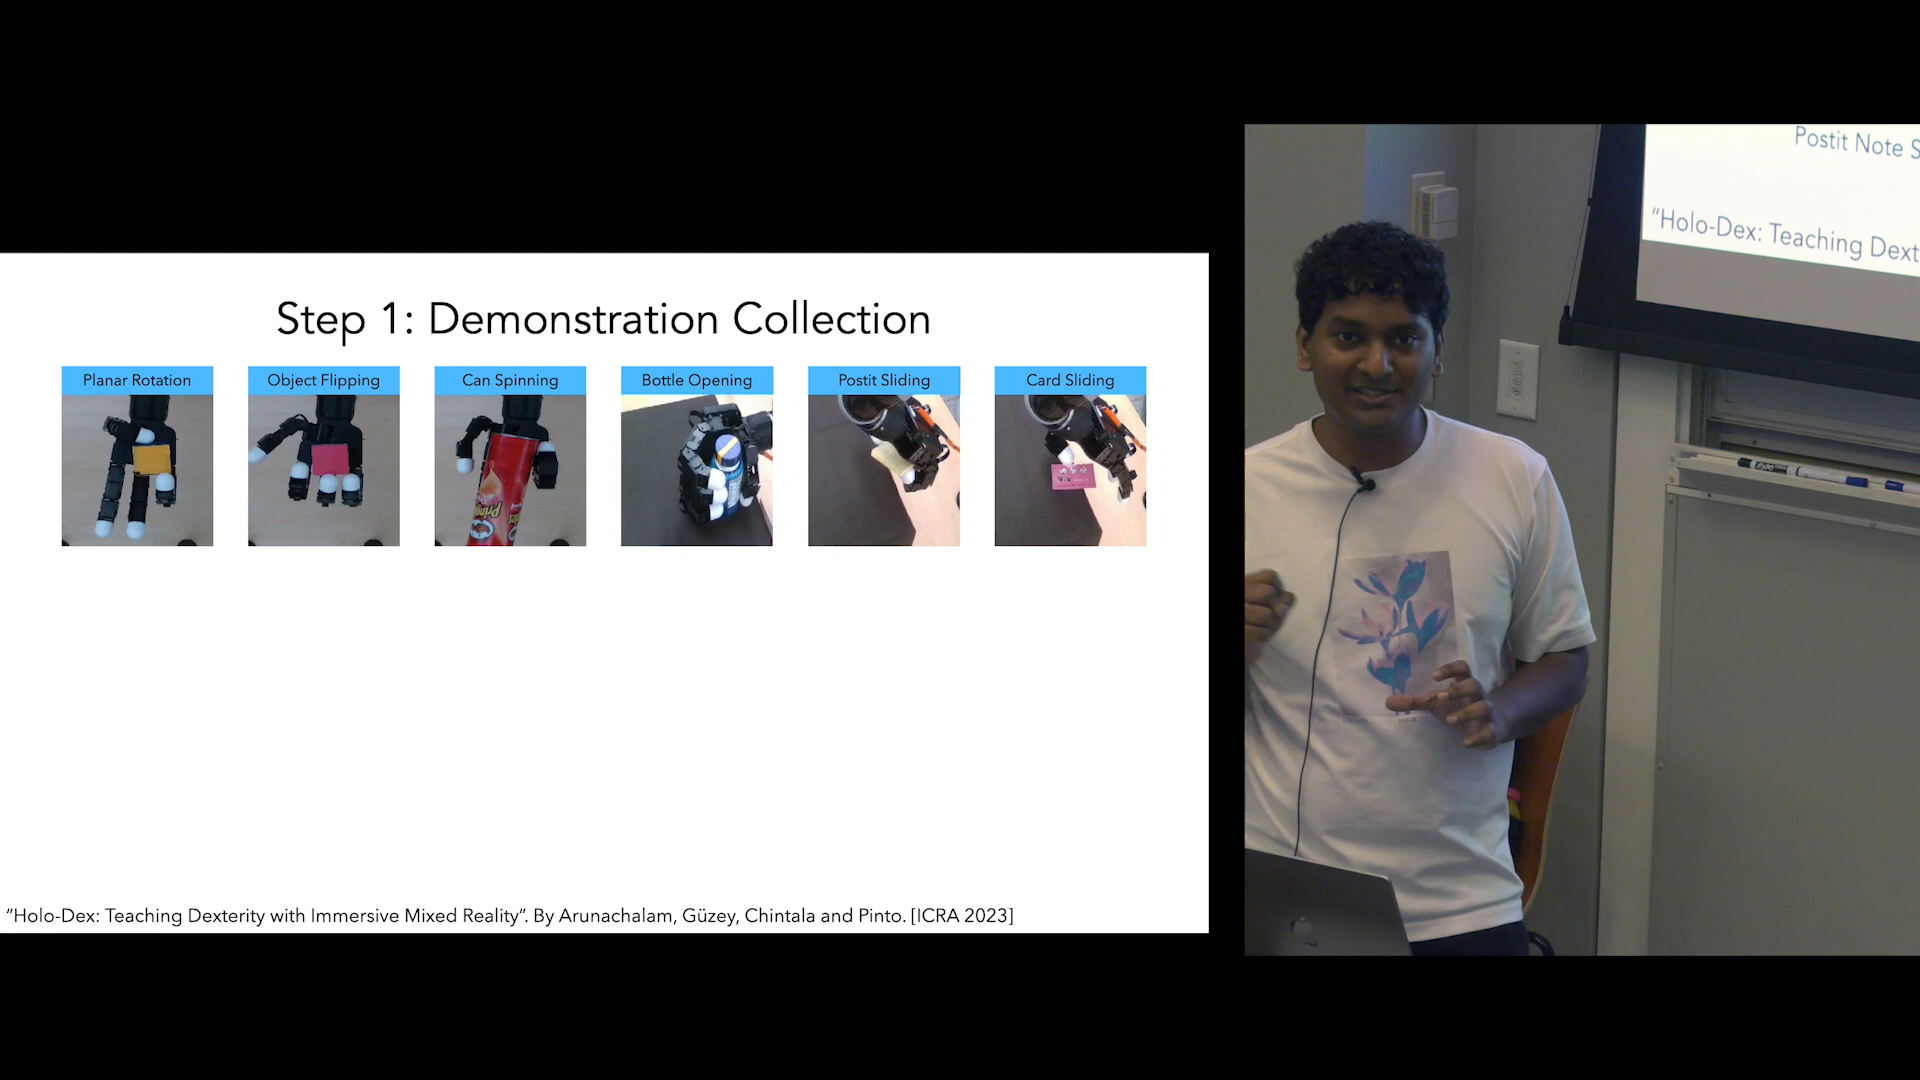 Step 1: Demonstration Collection
Planar Rotation
Object Flipping
Can Spinning
Bottle Opening
Postit Sliding
Card Sliding
Pringles
"Holo-Dex: Teaching Dexterity with Immersive Mixed Reality". By Arunachalam, Güzey, Chintala and Pinto. [ICRA 2023]
Postit Note S
"Holo-Dex: Teaching Dext
EXPO